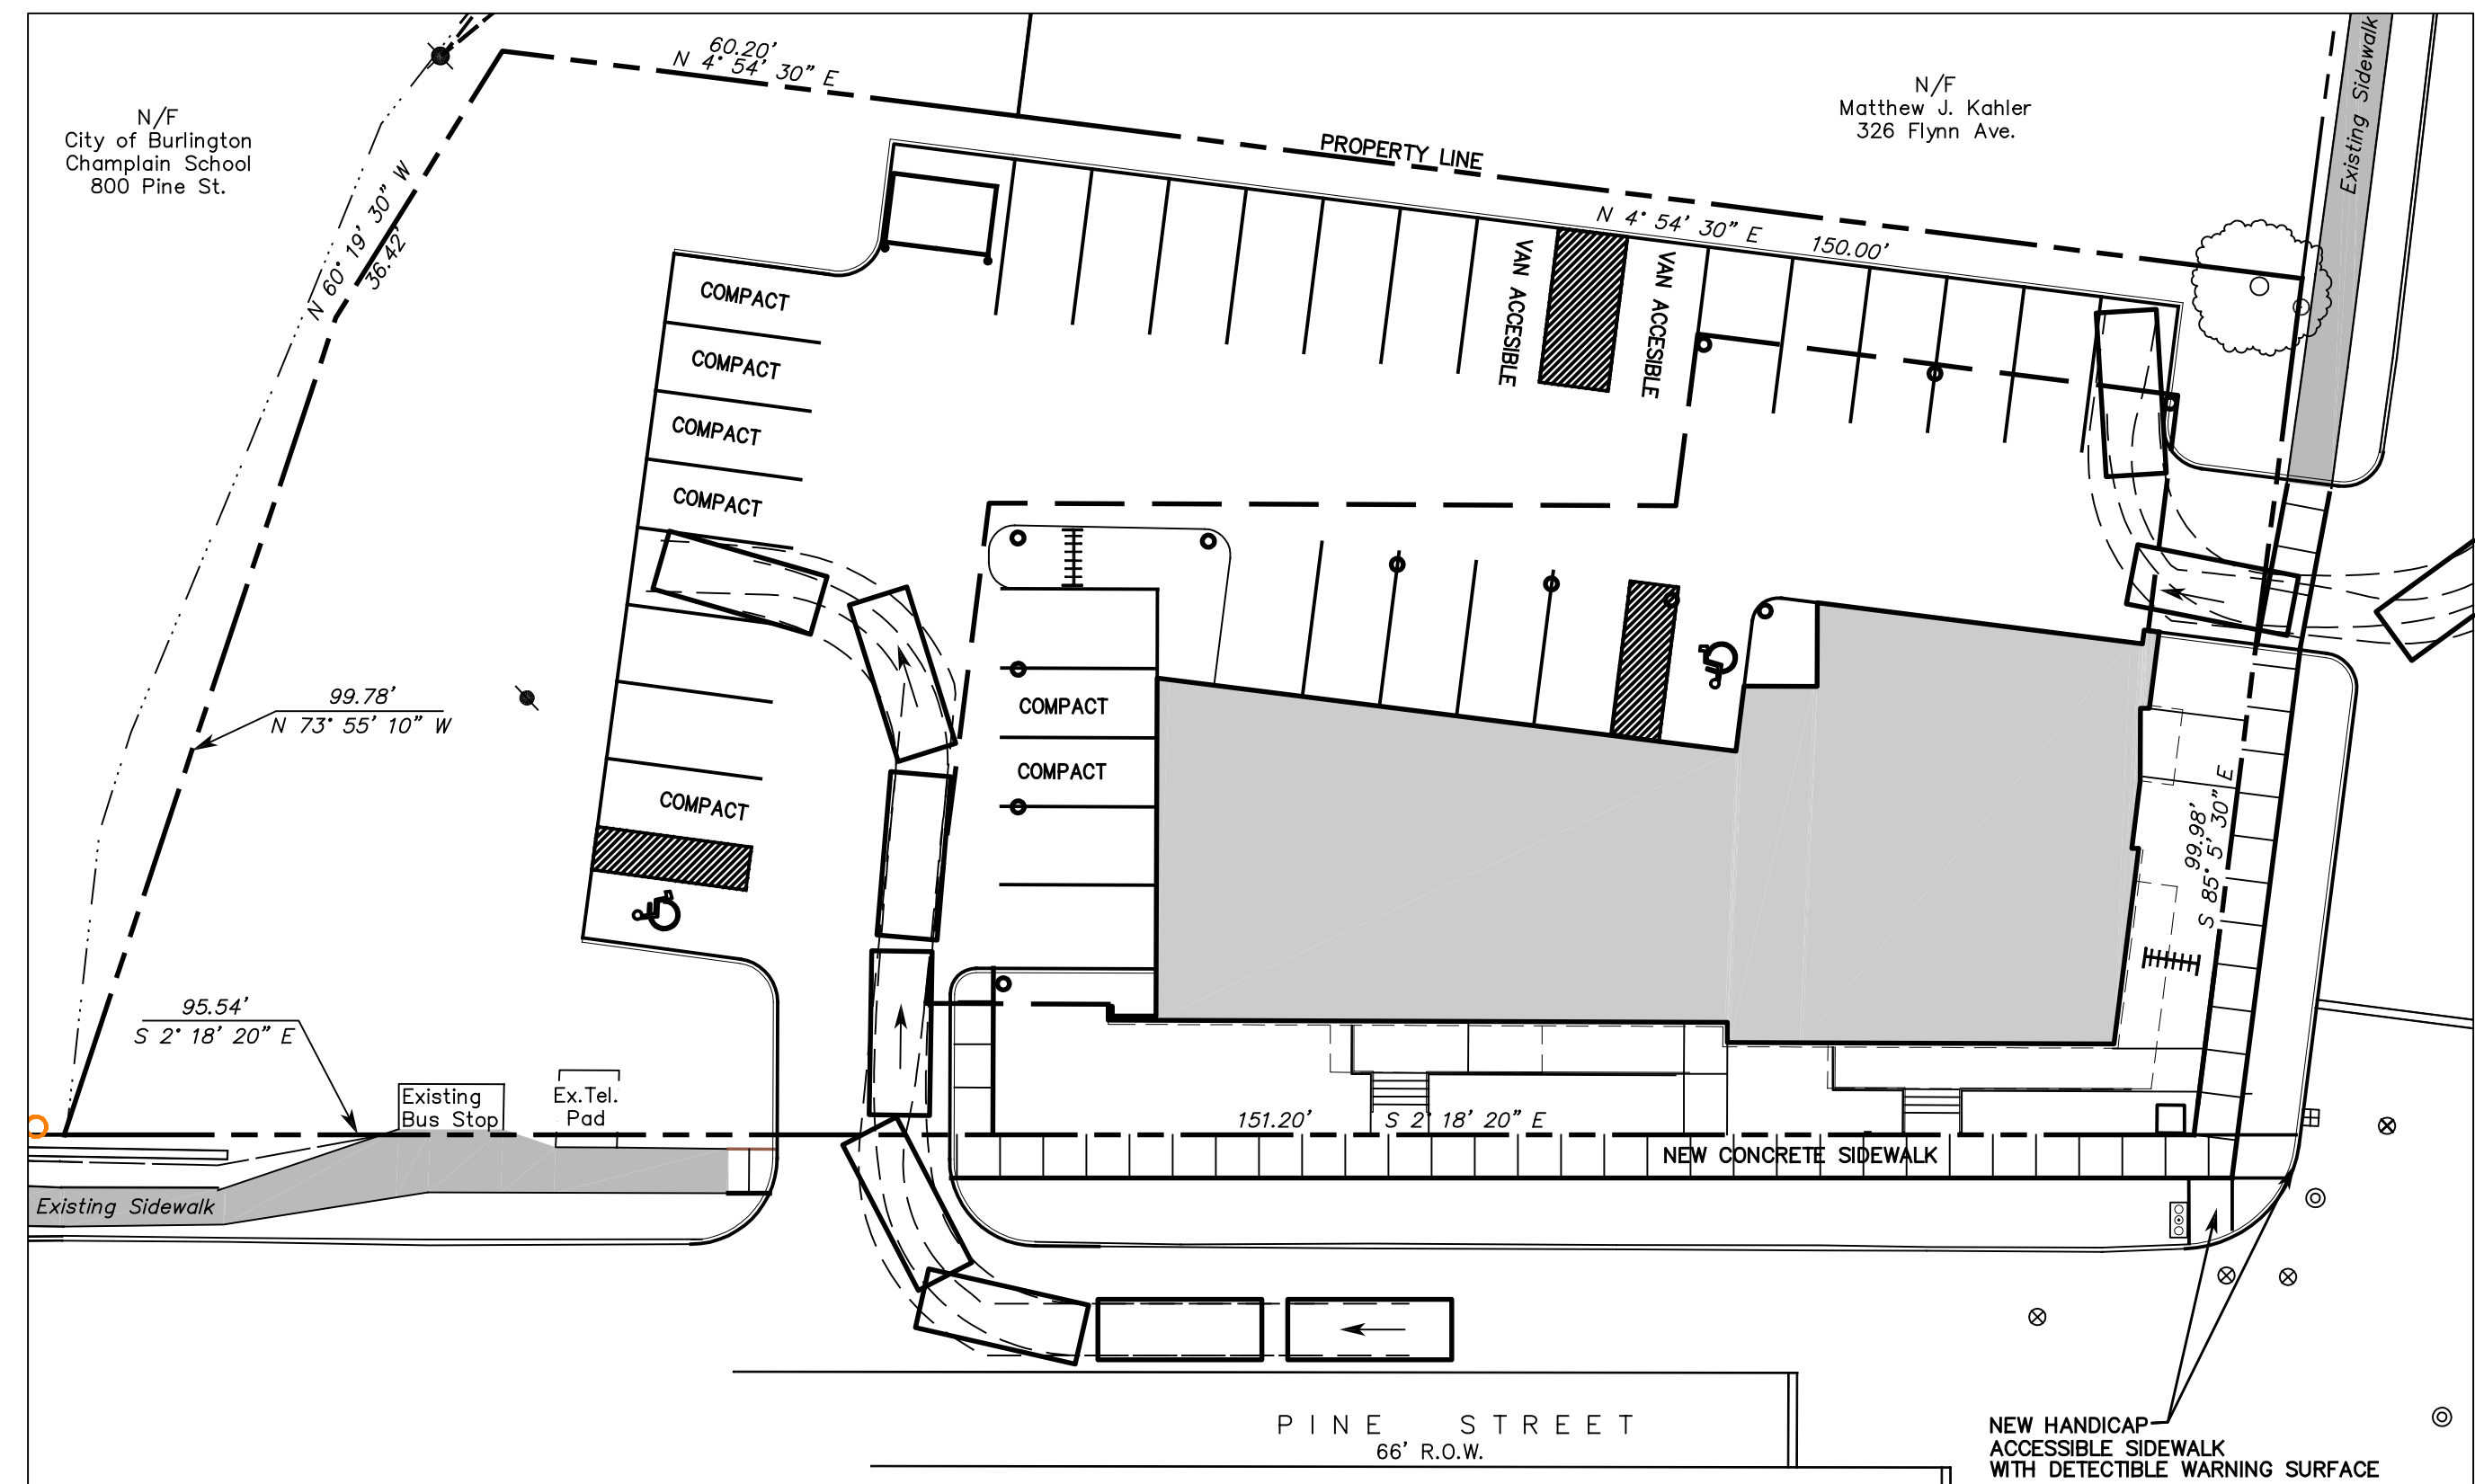 60.20'
N 4° 54' 30" E
N/F
City of Burlington
Champlain School
800 Pine St.
N/F
Matthew J. Kahler
326 Flynn Ave.
Existing Sidewalk
PROPERTY LINE
N 60° 19' 30" W
36.42'
N 4° 54' 30" E 150.00'
VAN ACCESIBLE
VAN ACCESIBLE
COMPACT
COMPACT
COMPACT
COMPACT
99.78'
N 73° 55' 10" W
COMPACT
COMPACT
COMPACT
99.98'
S 85° 5' 30" E
95.54'
S 2° 18' 20" E
Existing
Bus Stop
Ex.Tel.
Pad
151.20' S 2° 18' 20" E
NEW CONCRETE SIDEWALK
Existing Sidewalk
PINE STREET
66' R.O.W.
NEW HANDICAP
ACCESSIBLE SIDEWALK
WITH DETECTIBLE WARNING SURFACE